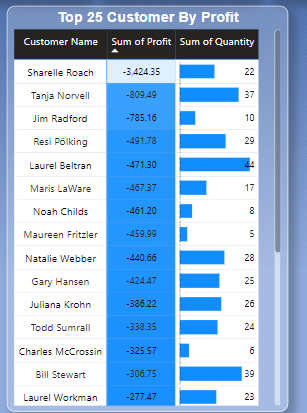 Top 25 Customer By Profit
Customer Name Sum of Profit Sum of Quantity
Sharelle Roach -3,424.35 22
Tanja Norvell -809.49 37
Jim Radford -785.16 10
Resi Pölking -491.78 29
Laurel Beltran -471.30 44
Maris LaWare -467.37 17
Noah Childs -461.20 8
Maureen Fritzler -459.99 5
Natalie Webber -440.66 28
Gary Hansen -424.47 25
Juliana Krohn -386.22 26
Todd Sumrall -338.35 24
Charles McCrossin -325.57 6
Bill Stewart -306.75 39
Laurel Workman -277.47 23